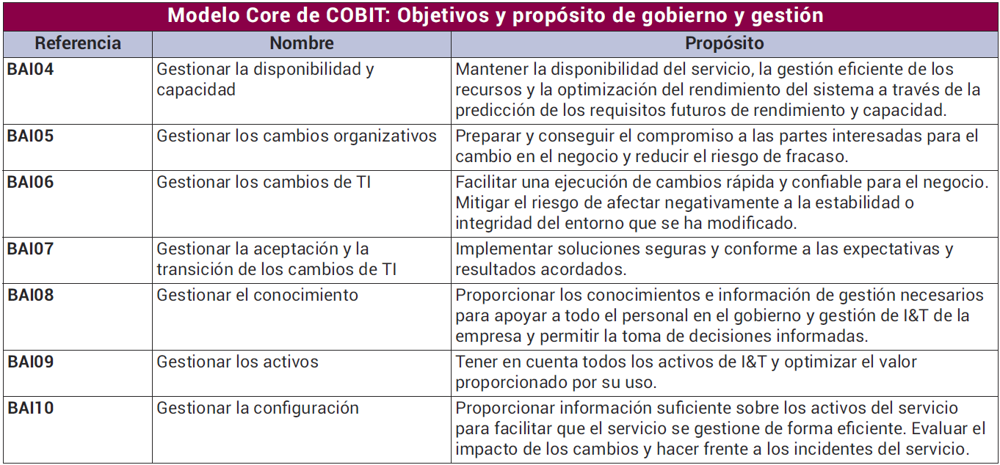 Modelo Core de COBIT: Objetivos y propósito de gobierno y gestión
Referencia Nombre Propósito
BAI04 Gestionar la disponibilidad y Mantener la disponibilidad del servicio, la gestión eficiente de los
capacidad recursos y la optimización del rendimiento del sistema a través de la
predicción de los requisitos futuros de rendimiento y capacidad.
BAI05 Gestionar los cambios organizativos Preparar y conseguir el compromiso a las partes interesadas para el
cambio en el negocio y reducir el riesgo de fracaso.
BAI06 Gestionar los cambios de TI Facilitar una ejecución de cambios rápida y confiable para el negocio.
Mitigar el riesgo de afectar negativamente a la estabilidad o
integridad del entorno que se ha modificado.
BAI07 Gestionar la aceptación y la Implementar soluciones seguras y conforme a las expectativas y
transición de los cambios de TI resultados acordados.
BAI08 Gestionar el conocimiento Proporcionar los conocimientos e información de gestión necesarios
para apoyar a todo el personal en el gobierno y gestión de I&T de la
empresa y permitir la toma de decisiones informadas.
BAI09 Gestionar los activos Tener en cuenta todos los activos de I&T y optimizar el valor
proporcionado por su uso.
BAI10 Gestionar la configuración Proporcionar información suficiente sobre los activos del servicio
para facilitar que el servicio se gestione de forma eficiente. Evaluar el
impacto de los cambios y hacer frente a los incidentes del servicio.